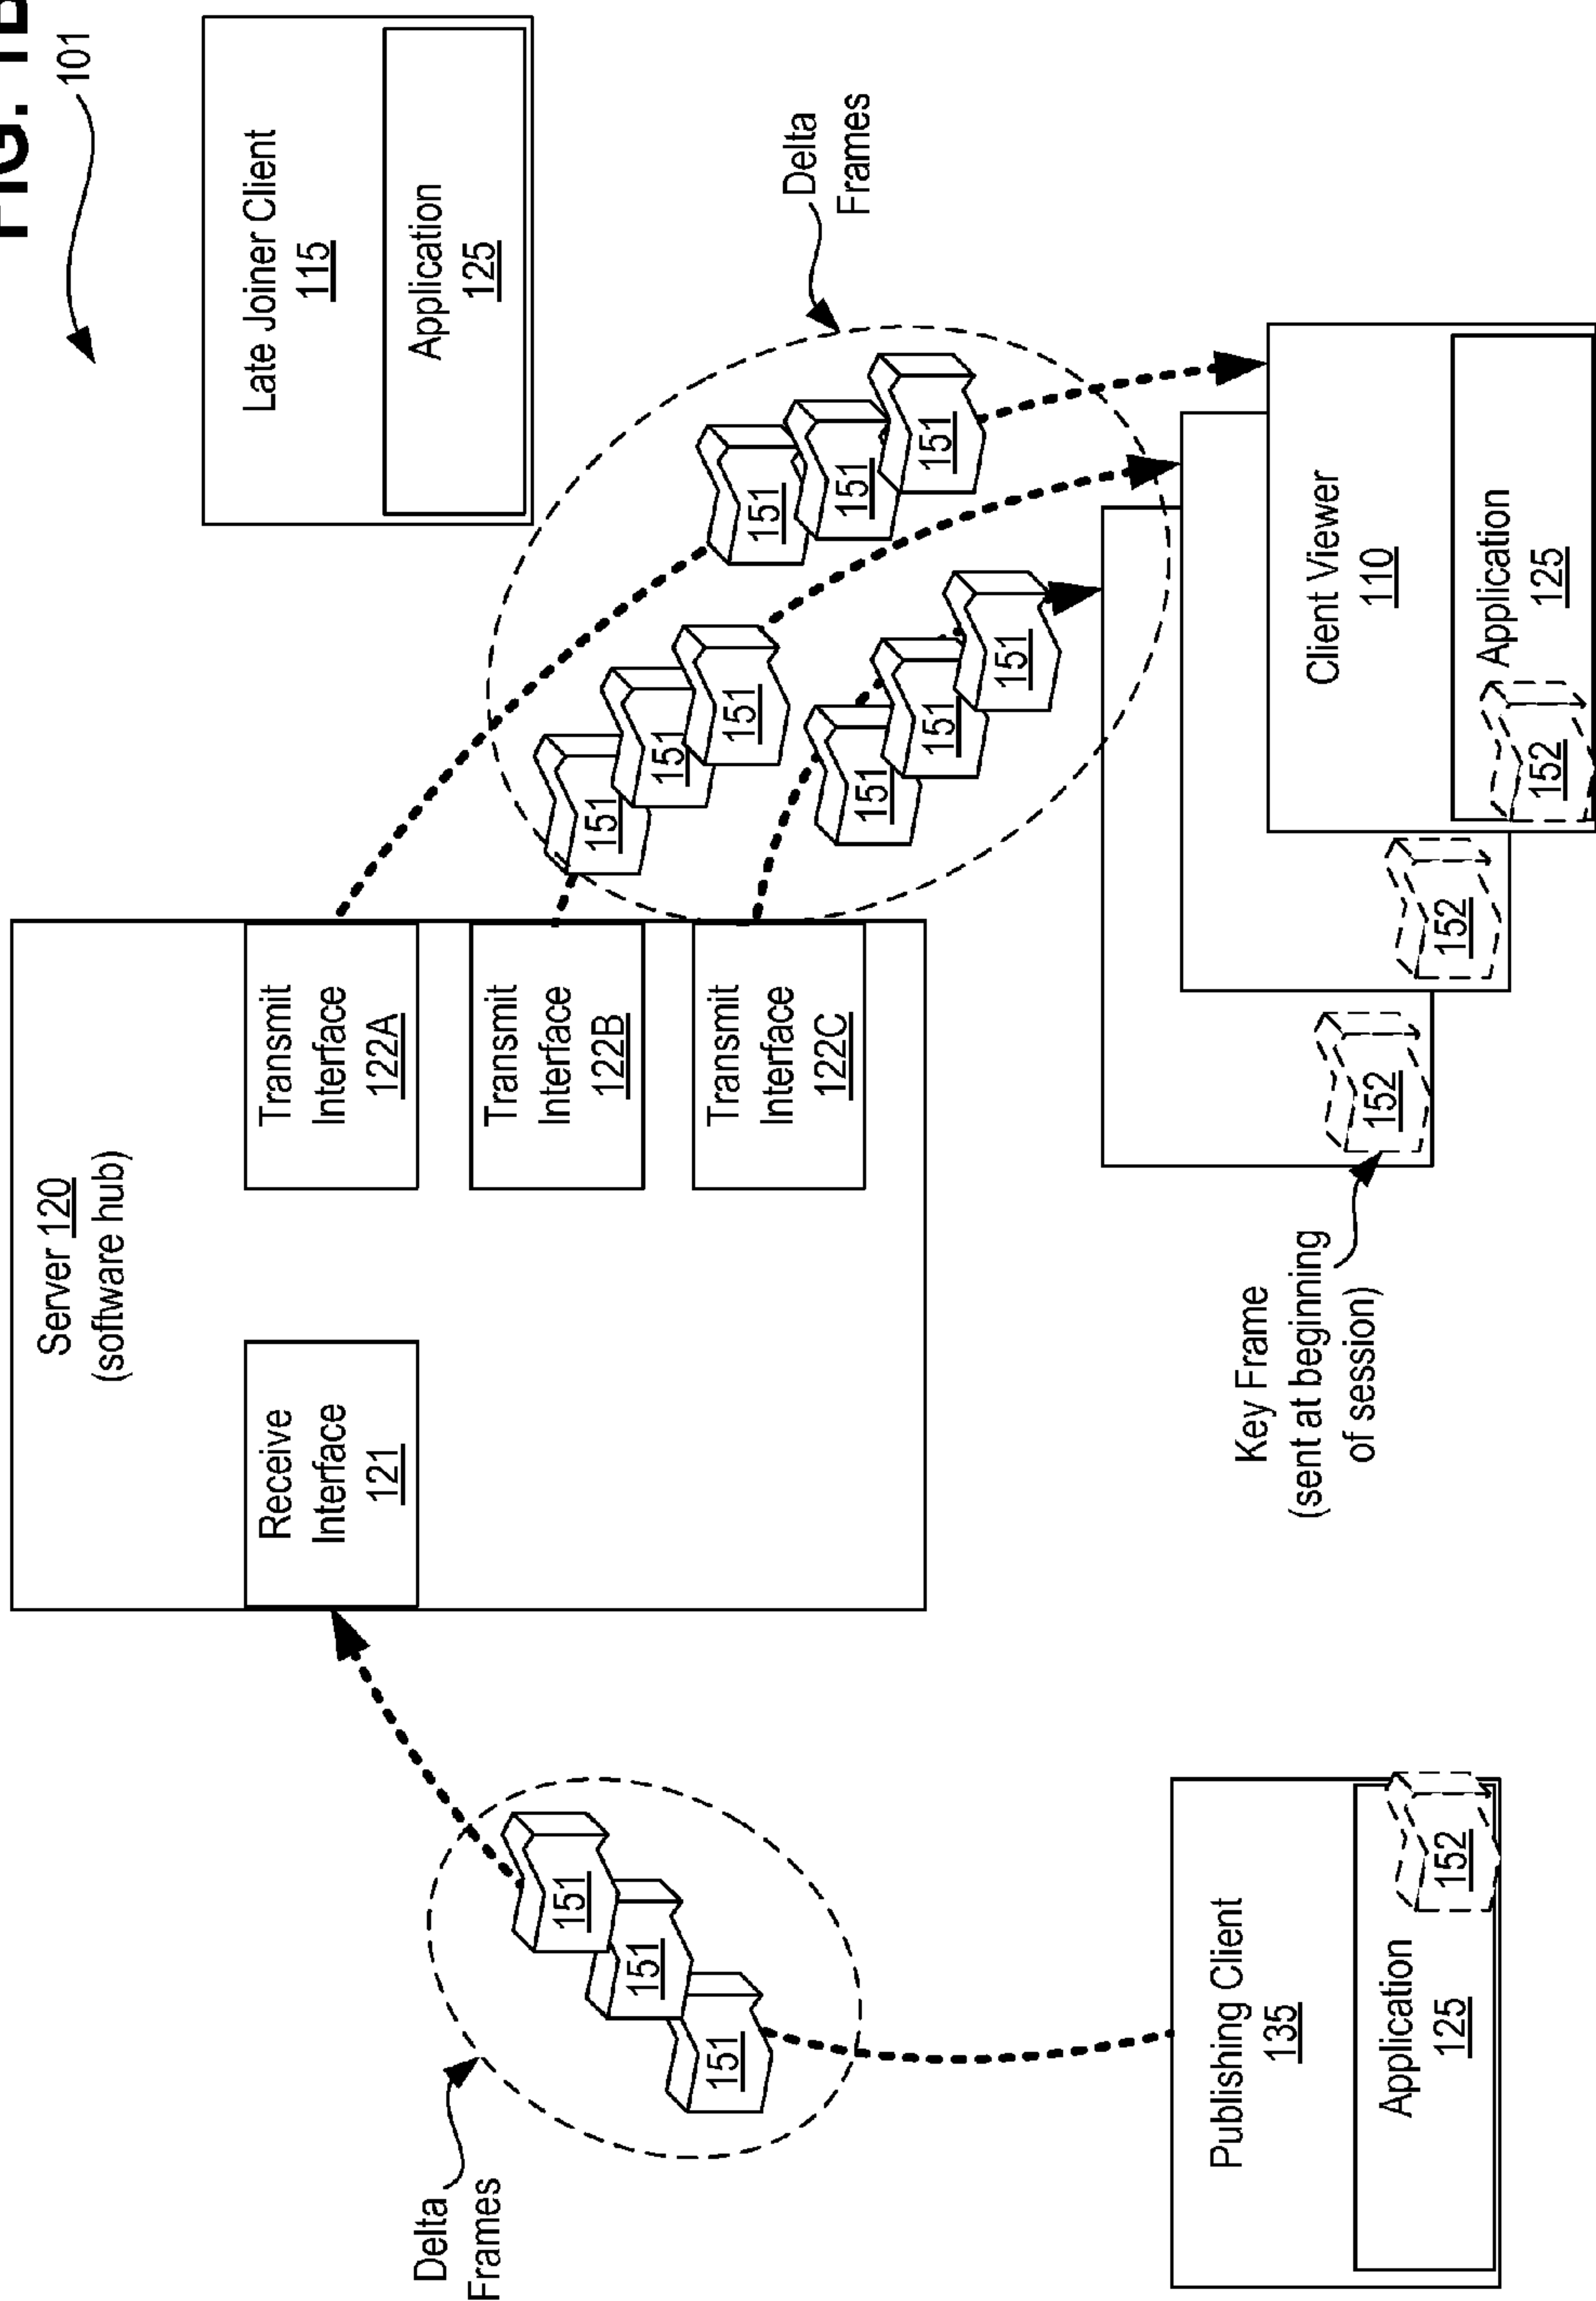 FIG. 1B
101
Server 120
(software hub)
Receive
Interface
121
Transmit
Interface
122A
Transmit
Interface
122B
Transmit
Interface
122C
Late Joiner Client
115
Application
125
Delta
Frames
151
151
151
151
151
151
151
151
151
151
151
151
Delta
Frames
Publishing Client
135
Application
125
152
Key Frame
(sent at beginning
of session)
152
152
Client Viewer
110
Application
125
152